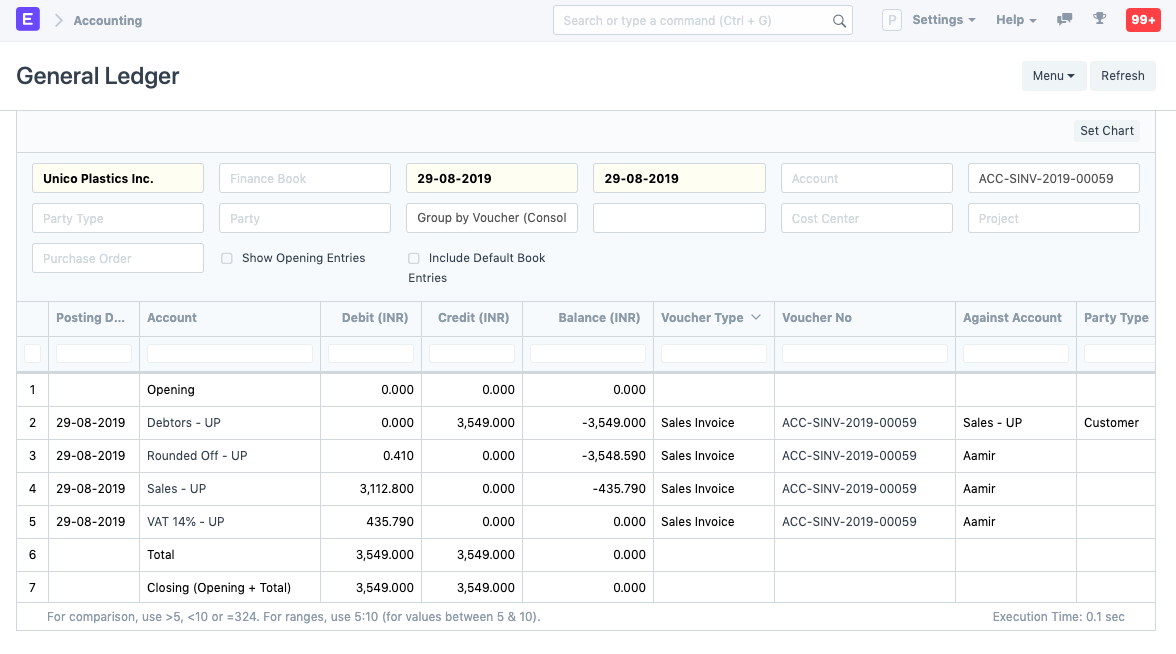 E Accounting Search or type a command (Ctrl + G) P Settings Help 99+
General Ledger Menu Refresh
Set Chart
Unico Plastics Inc. Finance Book 29-08-2019 29-08-2019 Account ACC-SINV-2019-00059
Party Type Party Group by Voucher (Consol Cost Center Project
Purchase Order Show Opening Entries Include Default Book
Entries
Posting D... Account Debit (INR) Credit (INR) Balance (INR) Voucher Type Voucher No Against Account Party Type
1 Opening 0.000 0.000 0.000
2 29-08-2019 Debtors - UP 0.000 3,549.000 -3,549.000 Sales Invoice ACC-SINV-2019-00059 Sales - UP Customer
3 29-08-2019 Rounded Off - UP 0.410 0.000 -3,548.590 Sales Invoice ACC-SINV-2019-00059 Aamir
4 29-08-2019 Sales - UP 3,112.800 0.000 -435.790 Sales Invoice ACC-SINV-2019-00059 Aamir
5 29-08-2019 VAT 14% - UP 435.790 0.000 0.000 Sales Invoice ACC-SINV-2019-00059 Aamir
6 Total 3,549.000 3,549.000 0.000
7 Closing (Opening + Total) 3,549.000 3,549.000 0.000
For comparison, use >5, <10 or =324. For ranges, use 5:10 (for values between 5 & 10). Execution Time: 0.1 sec